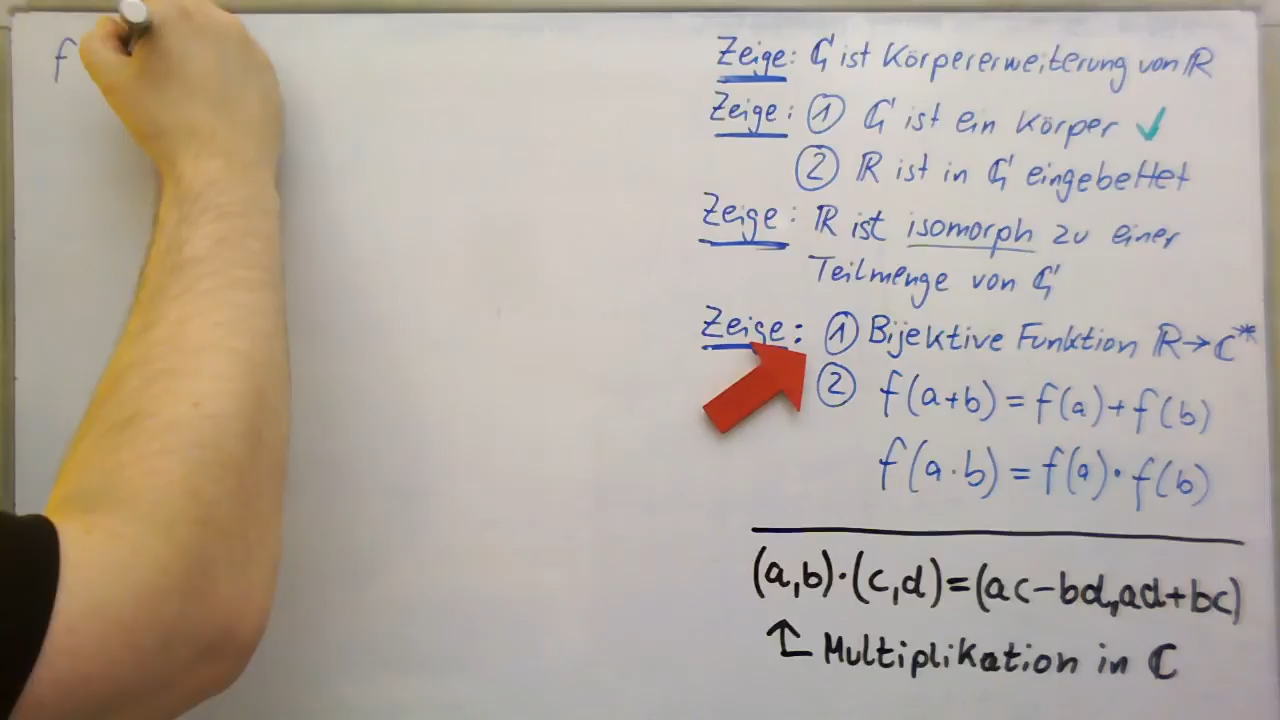 f
Zeige: ℂ ist Körpererweiterung von ℝ
Zeige: ① ℂ ist ein Körper ✓
② ℝ ist in ℂ eingebettet
Zeige: ℝ ist isomorph zu einer
Teilmenge von ℂ
Zeige: ① Bijektive Funktion ℝ→ℂ*
② f(a+b)=f(a)+f(b)
f(a·b)=f(a)·f(b)
(a,b)·(c,d)=(ac-bd,ad+bc)
↑ Multiplikation in ℂ